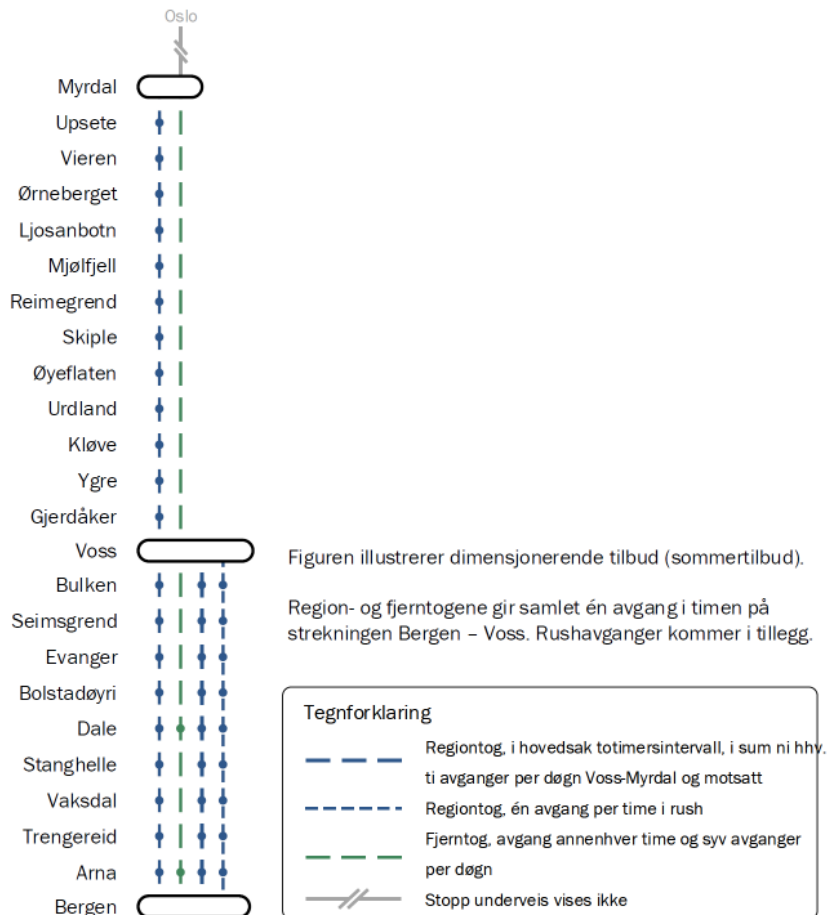 Oslo
Myrdal
Upsete
Vieren
Ørneberget
Ljosanbotn
Mjølfjell
Reimegrend
Skiple
Øyeflaten
Urdland
Kløve
Ygre
Gjerdåker
Voss
Bulken
Seimsgrend
Evanger
Bolstadøyri
Dale
Stanghelle
Vaksdal
Trengereid
Arna
Bergen
Figuren illustrerer dimensjonerende tilbud (sommertilbud).
Region- og fjerntogene gir samlet én avgang i timen på
strekningen Bergen – Voss. Rushavganger kommer i tillegg.
Tegnforklaring
Regiontog, i hovedsak totimersintervall, i sum ni hhv.
ti avganger per døgn Voss-Myrdal og motsatt
Regiontog, én avgang per time i rush
Fjerntog, avgang annenhver time og syv avganger
per døgn
Stopp underveis vises ikke